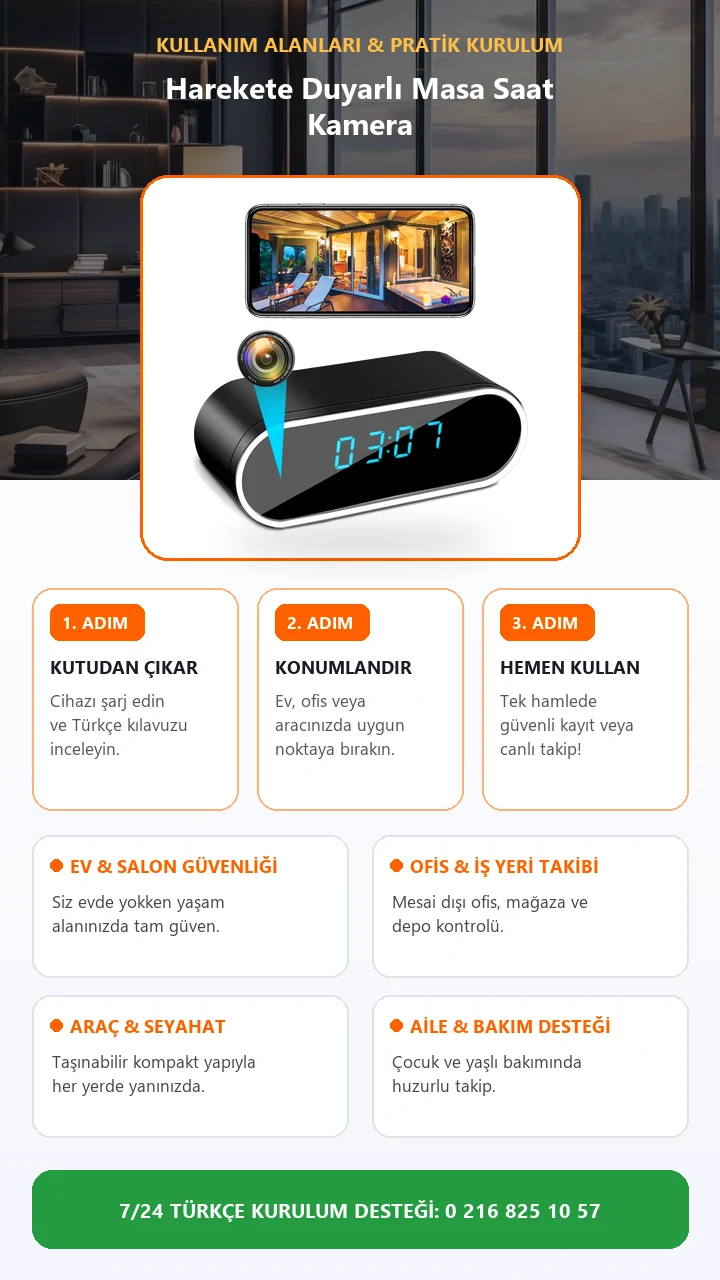 KULLANIM ALANLARI & PRATİK KURULUM
Harekete Duyarlı Masa Saat
Kamera
03:07
1. ADIM
KUTUDAN ÇIKAR
Cihazı şarj edin
ve Türkçe kılavuzu
inceleyin.
2. ADIM
KONUMLANDIR
Ev, ofis veya
aracınızda uygun
noktaya bırakın.
3. ADIM
HEMEN KULLAN
Tek hamlede
güvenli kayıt veya
canlı takip!
EV & SALON GÜVENLİĞİ
Siz evde yokken yaşam
alanınızda tam güven.
OFİS & İŞ YERİ TAKİBİ
Mesai dışı ofis, mağaza ve
depo kontrolü.
ARAÇ & SEYAHAT
Taşınabilir kompakt yapıyla
her yerde yanınızda.
AİLE & BAKIM DESTEĞİ
Çocuk ve yaşlı bakımında
huzurlu takip.
7/24 TÜRKÇE KURULUM DESTEĞİ: 0 216 825 10 57